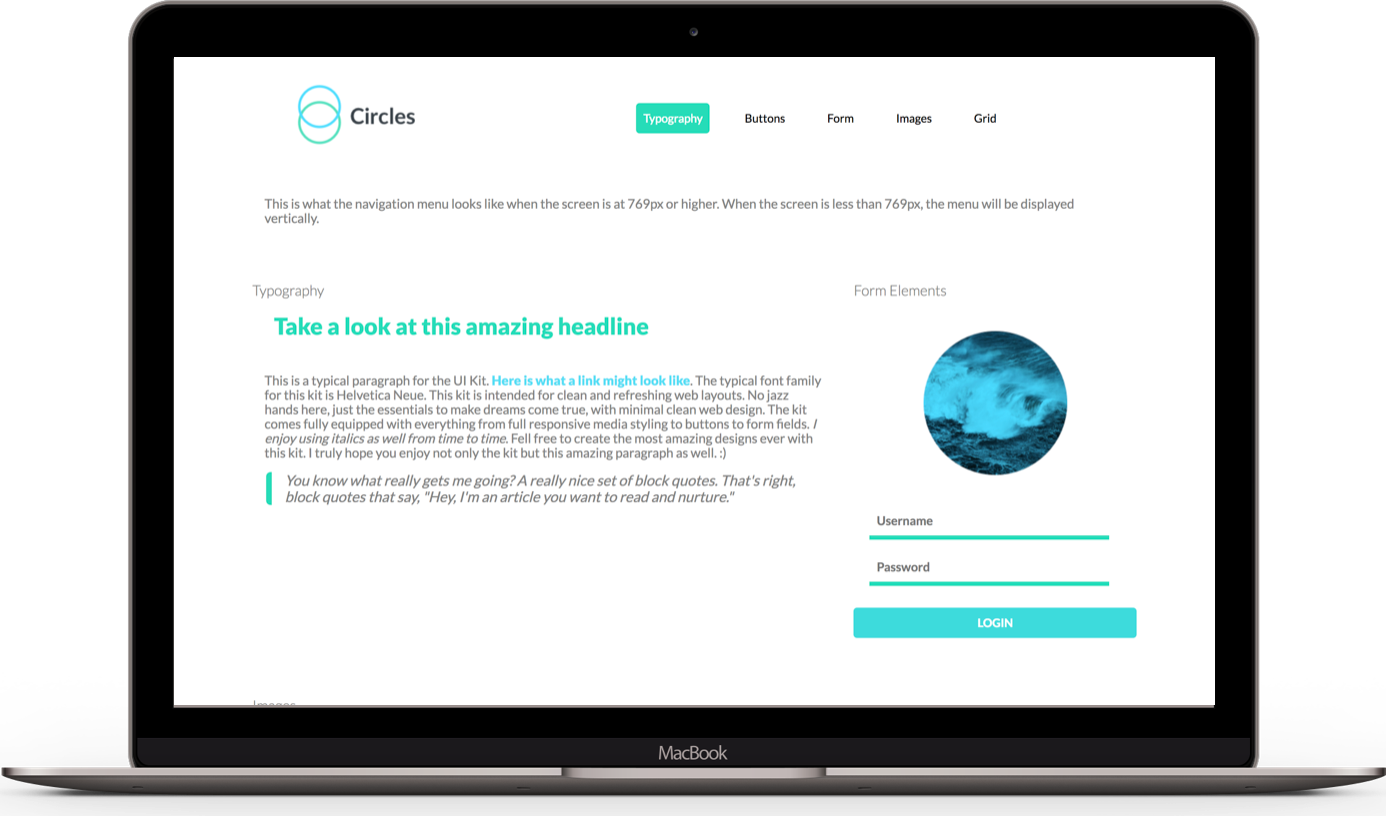 Circles
Typography Buttons Form Images Grid
This is what the navigation menu looks like when the screen is at 769px or higher. When the screen is less than 769px, the menu will be displayed
vertically.
Typography
Take a look at this amazing headline
This is a typical paragraph for the UI Kit. Here is what a link might look like. The typical font family
for this kit is Helvetica Neue. This kit is intended for clean and refreshing web layouts. No jazz
hands here, just the essentials to make dreams come true, with minimal clean web design. The kit
comes fully equipped with everything from full responsive media styling to buttons to form fields. I
enjoy using italics as well from time to time. Fell free to create the most amazing designs ever with
this kit. I truly hope you enjoy not only the kit but this amazing paragraph as well. :)
You know what really gets me going? A really nice set of block quotes. That's right,
block quotes that say, "Hey, I'm an article you want to read and nurture."
Form Elements
Username
Password
LOGIN
Images
MacBook